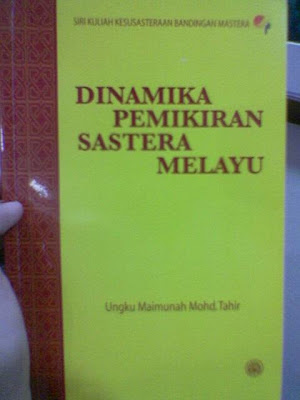 SIRI KULIAH KESUSASTERAAN BANDINGAN MASTERA
DINAMIKA
PEMIKIRAN
SASTERA
MELAYU
Ungku Maimunah Mohd. Tahir